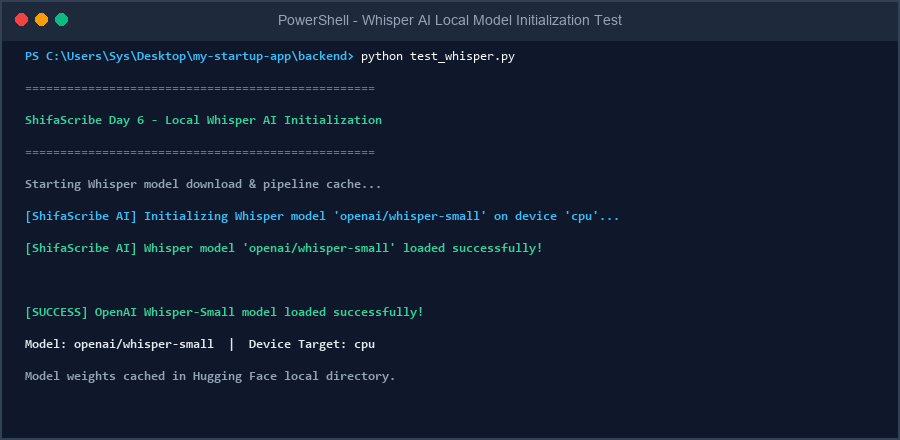 PowerShell - Whisper AI Local Model Initialization Test
PS C:\Users\Sys\Desktop\my-startup-app\backend> python test_whisper.py
==================================================
ShifaScribe Day 6 - Local Whisper AI Initialization
==================================================
Starting Whisper model download & pipeline cache...
[ShifaScribe AI] Initializing Whisper model 'openai/whisper-small' on device 'cpu'...
[ShifaScribe AI] Whisper model 'openai/whisper-small' loaded successfully!
[SUCCESS] OpenAI Whisper-Small model loaded successfully!
Model: openai/whisper-small  |  Device Target: cpu
Model weights cached in Hugging Face local directory.